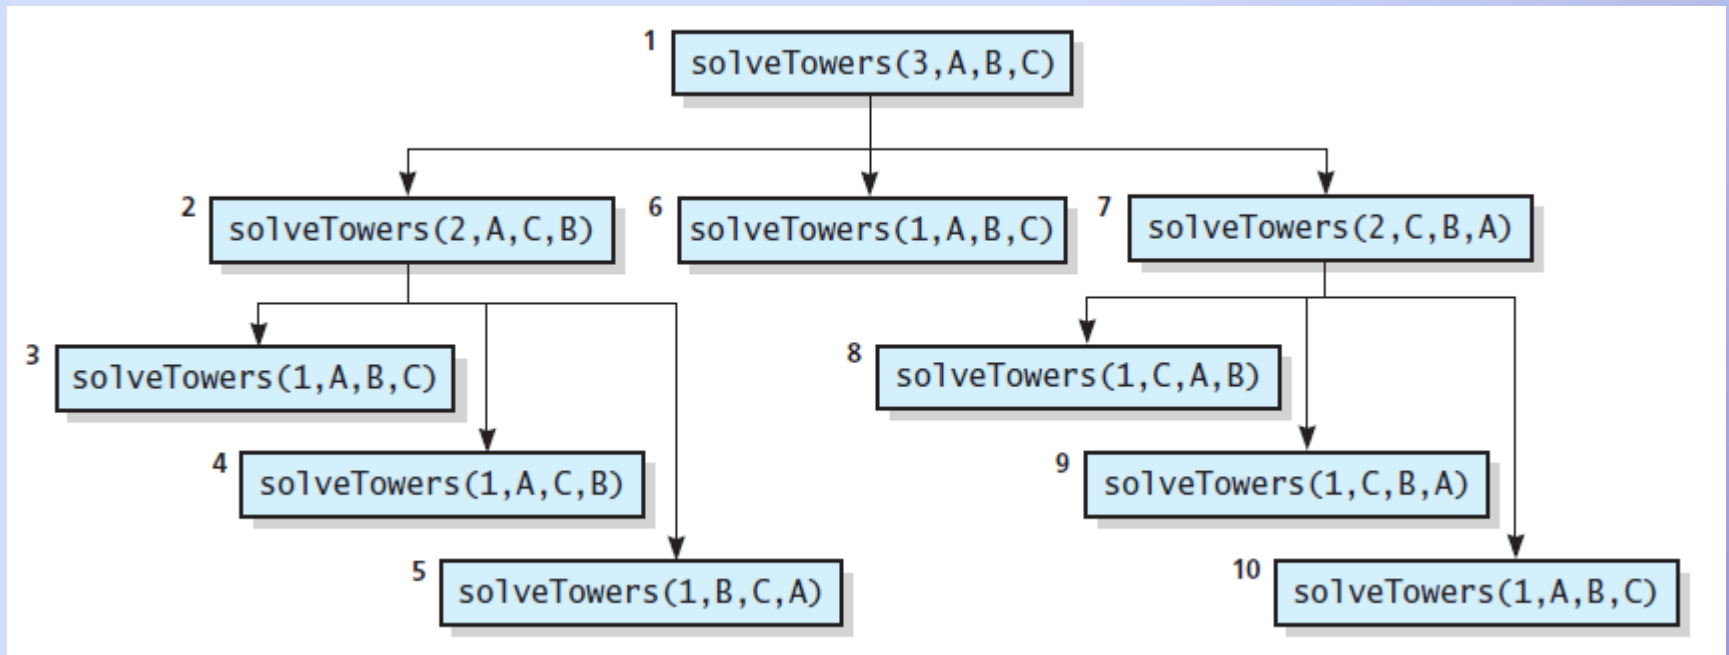 1 solveTowers(3,A,B,C)
2 solveTowers(2,A,C,B)
6 solveTowers(1,A,B,C)
7 solveTowers(2,C,B,A)
3 solveTowers(1,A,B,C)
8 solveTowers(1,C,A,B)
4 solveTowers(1,A,C,B)
9 solveTowers(1,C,B,A)
5 solveTowers(1,B,C,A)
10 solveTowers(1,A,B,C)